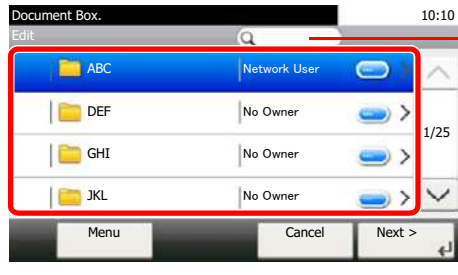 Document Box. 10:10
Edit
ABC Network User
DEF No Owner
1/25
GHI No Owner
JKL No Owner
Menu Cancel Next >